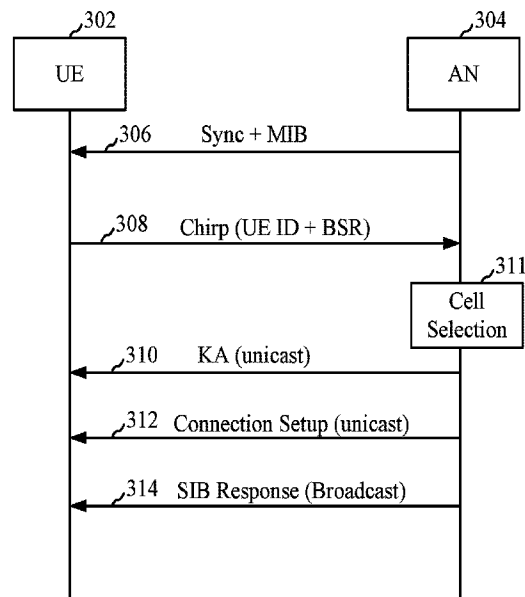 302
304
UE
AN
306
Sync + MIB
308
Chirp (UE ID + BSR)
311
Cell
Selection
310
KA (unicast)
312
Connection Setup (unicast)
314
SIB Response (Broadcast)